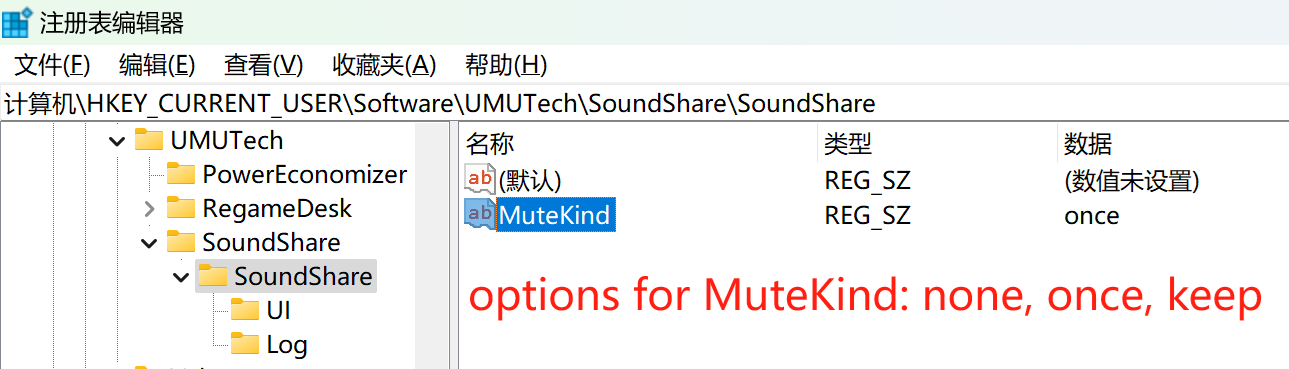 注册表编辑器
文件(F) 编辑(E) 查看(V) 收藏夹(A) 帮助(H)
计算机\HKEY_CURRENT_USER\Software\UMUTech\SoundShare\SoundShare
UMUTech
PowerEconomizer
RegameDesk
SoundShare
SoundShare
UI
Log
名称 类型 数据
ab (默认) REG_SZ (数值未设置)
ab MuteKind REG_SZ once
options for MuteKind: none, once, keep